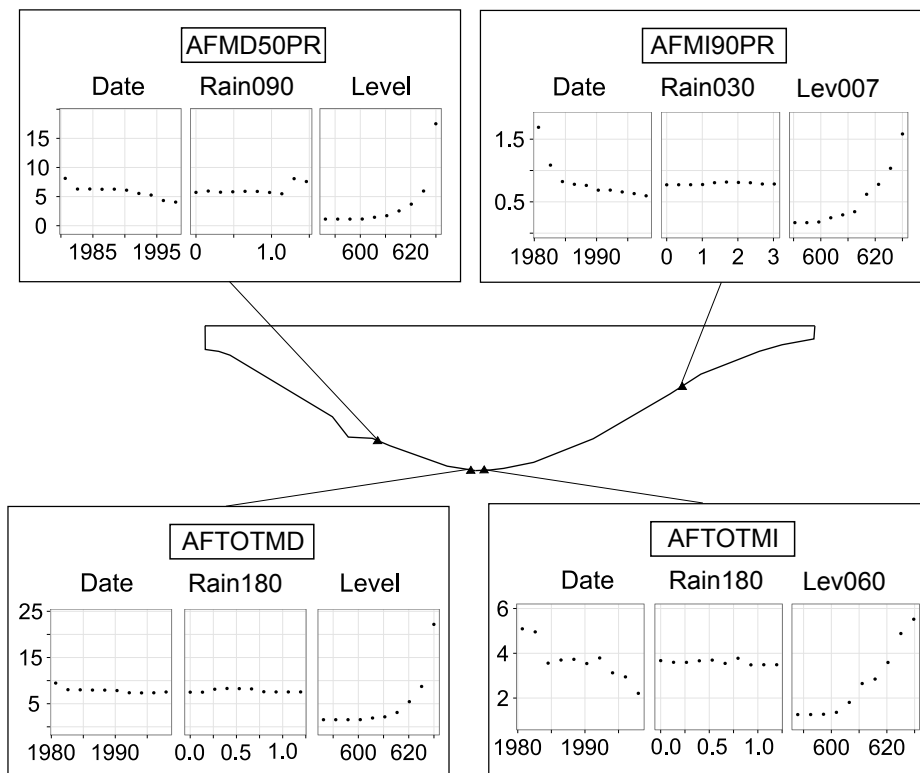 AFMD50PR
Date Rain090 Level
15
10
5
0
1985 1995 0 1.0 600 620
AFMI90PR
Date Rain030 Lev007
1.5
0.5
1980 1990 0 1 2 3 600 620
AFTOTMD
Date Rain180 Level
25
15
5
1980 1990 0.0 0.5 1.0 600 620
AFTOTMI
Date Rain180 Lev060
6
4
2
1980 1990 0.0 0.5 1.0 600 620